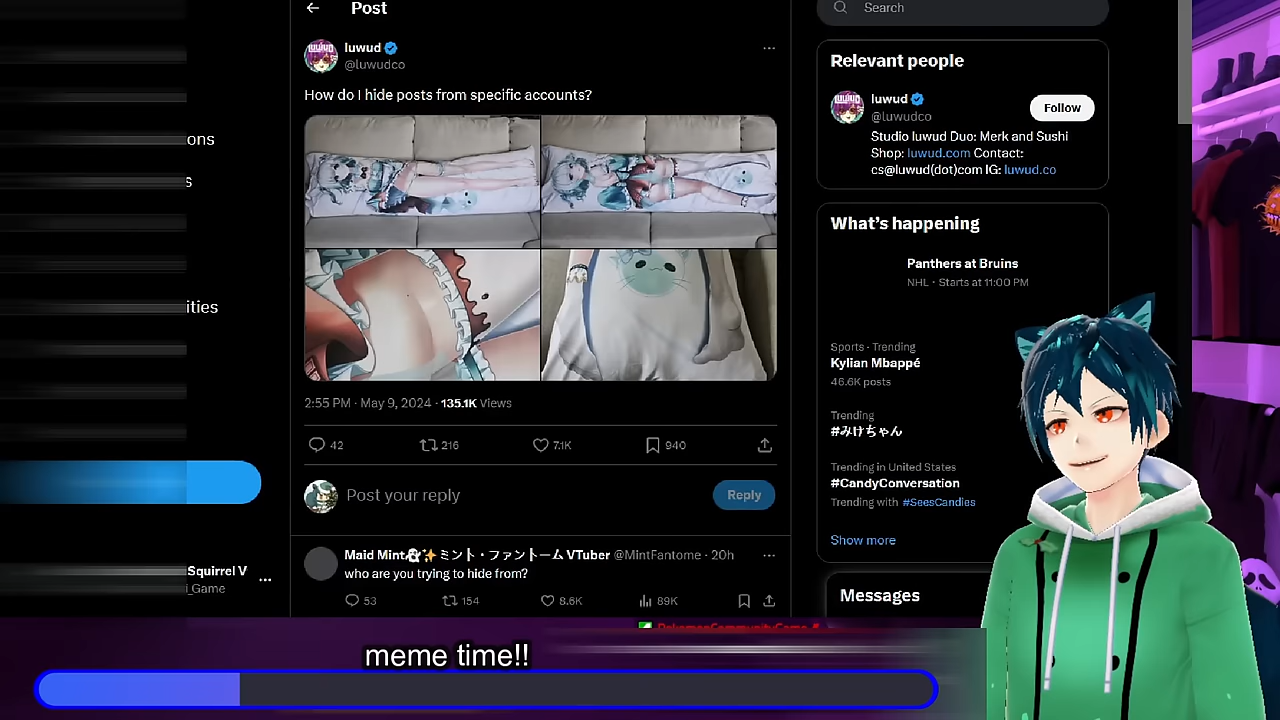 Post
Search
luwud
@luwudco
How do I hide posts from specific accounts?
2:55 PM · May 9, 2024 · 135.1K Views
42
216
7.1K
940
Post your reply
Reply
Maid Mint👻✨ミント・ファントーム VTuber @MintFantome · 20h
who are you trying to hide from?
53
154
8.6K
89K
Relevant people
luwud
@luwudco
Follow
Studio luwud Duo: Merk and Sushi
Shop: luwud.com Contact:
cs@luwud(dot)com IG: luwud.co
What's happening
Panthers at Bruins
NHL · Starts at 11:00 PM
Sports · Trending
Kylian Mbappé
46.6K posts
Trending
#みけちゃん
Trending in United States
#CandyConversation
Trending with #SeesCandies
Show more
Messages
ons
s
ities
Squirrel V
i_Game
PokemonCommunityGame
meme time!!